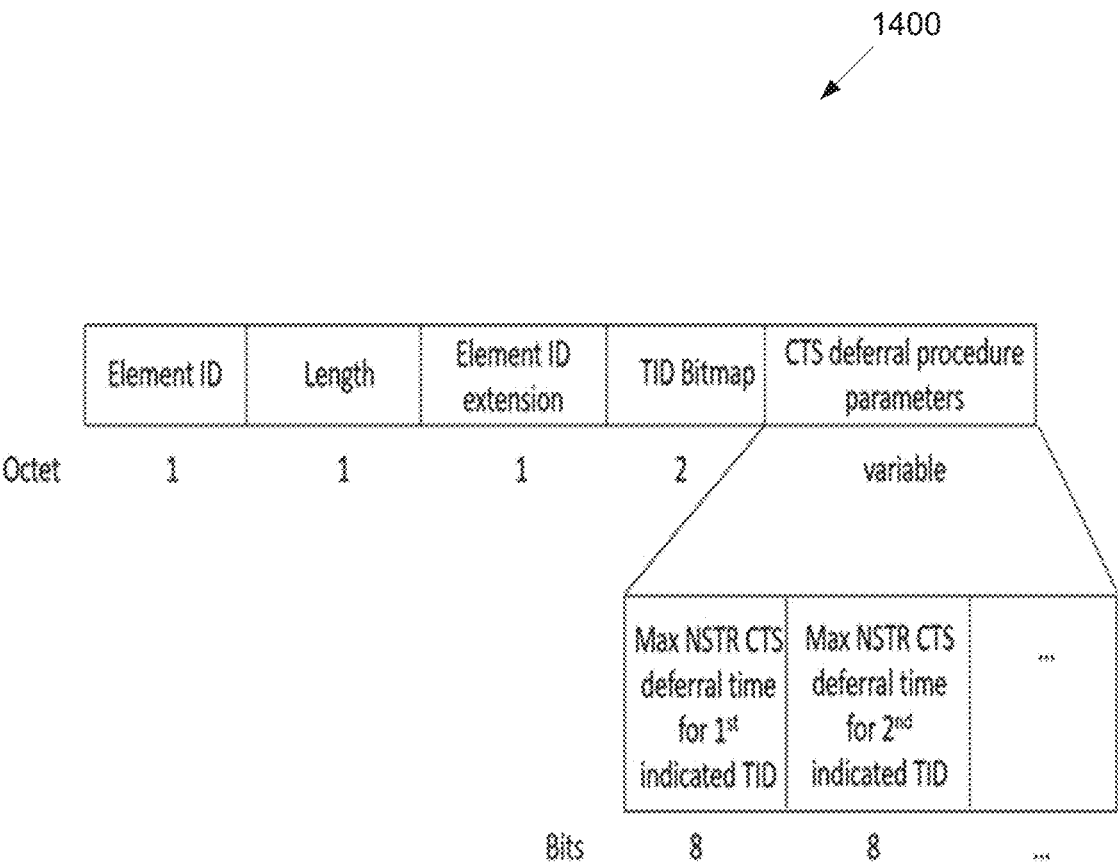 1400
Element ID Length Element ID extension TID Bitmap CTS deferral procedure parameters
Octet 1 1 1 2 variable
Max NSTR CTS deferral time for 1st indicated TID Max NSTR CTS deferral time for 2nd indicated TID ...
Bits 8 8 ...